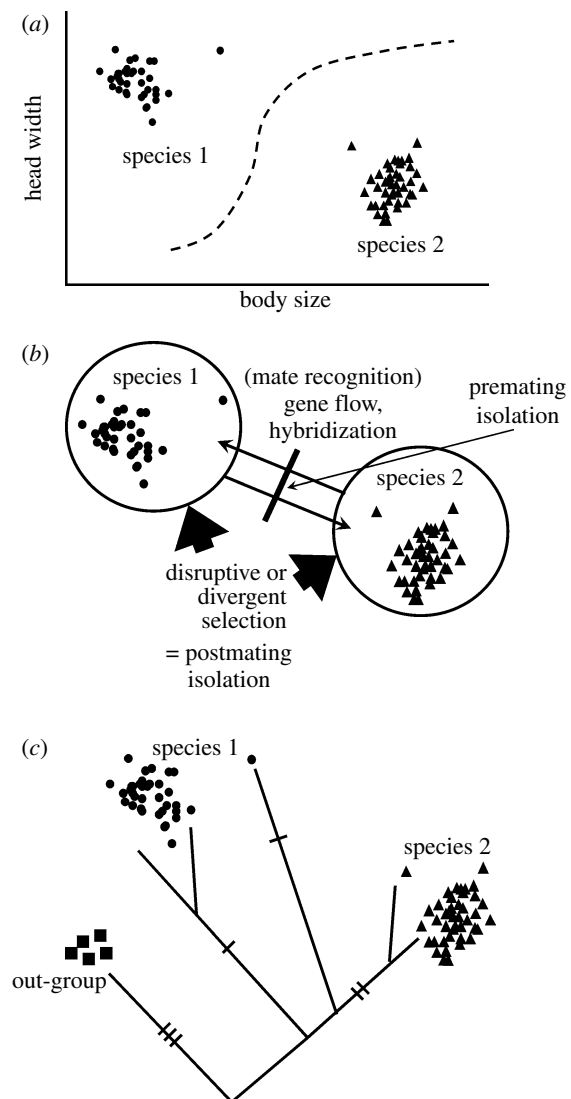 (a)
head width
species 1
species 2
body size
(b)
species 1
(mate recognition)
gene flow,
hybridization
premating
isolation
species 2
disruptive or
divergent
selection
= postmating
isolation
(c)
species 1
species 2
out-group